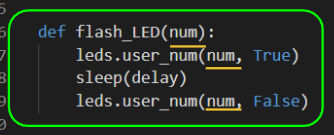 def flash_LED(num):
leds.user_num(num, True)
sleep(delay)
leds.user_num(num, False)